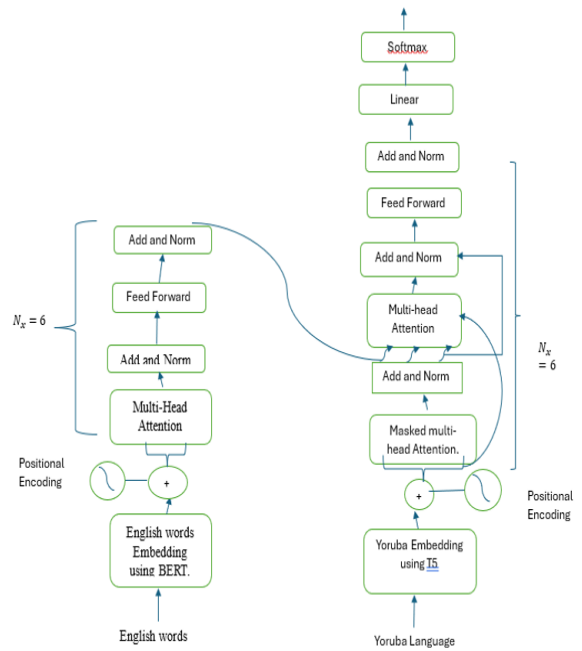 Softmax
Linear
Add and Norm
Feed Forward
Add and Norm
Multi-head
Attention
Add and Norm
Masked multi-
head Attention.
+
Yoruba Embedding
using T5
Yoruba Language
N𝑥
= 6
Positional
Encoding
Add and Norm
Feed Forward
Add and Norm
Multi-Head
Attention
+
English words
Embedding
using BERT.
English words
N𝑥 = 6
Positional
Encoding